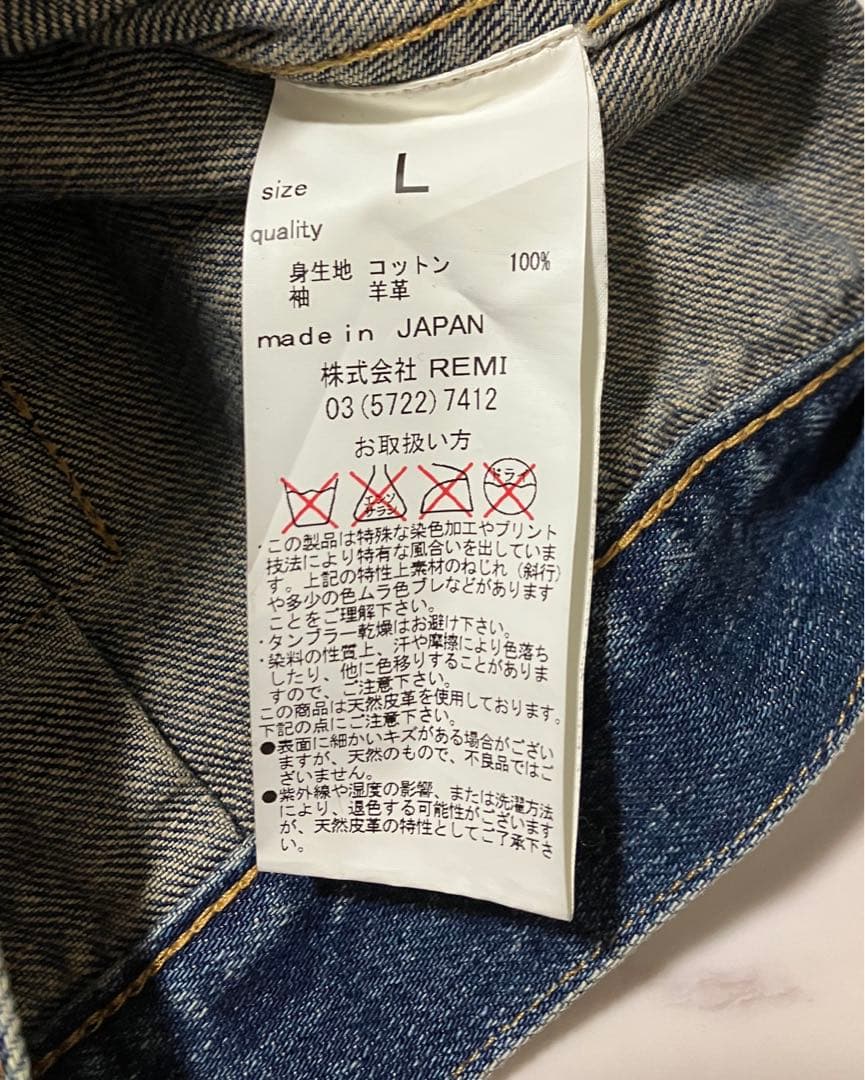 size L
quality
身生地 コットン 100%
袖 羊革
made in JAPAN
株式会社 REMI
03(5722)7412
お取扱い方
エンソ
サラシ
ドライ
・この製品は特殊な染色加工やプリント
技法により特有な風合いを出していま
す。上記の特性上素材のねじれ（斜行）
や多少の色ムラ色ブレなどがあります
ことをご理解下さい。
・タンブラー乾燥はお避け下さい。
・染料の性質上、汗や摩擦により色落ち
したり、他に色移りすることがありま
すので、ご注意下さい。
この商品は天然皮革を使用しております。
下記の点にご注意下さい。
●表面に細かいキズがある場合がござい
ますが、天然のもので、不良品ではご
ざいません。
●紫外線や湿度の影響、または洗濯方法
により、退色する可能性がございます
が、天然皮革の特性としてご了承下さ
い。